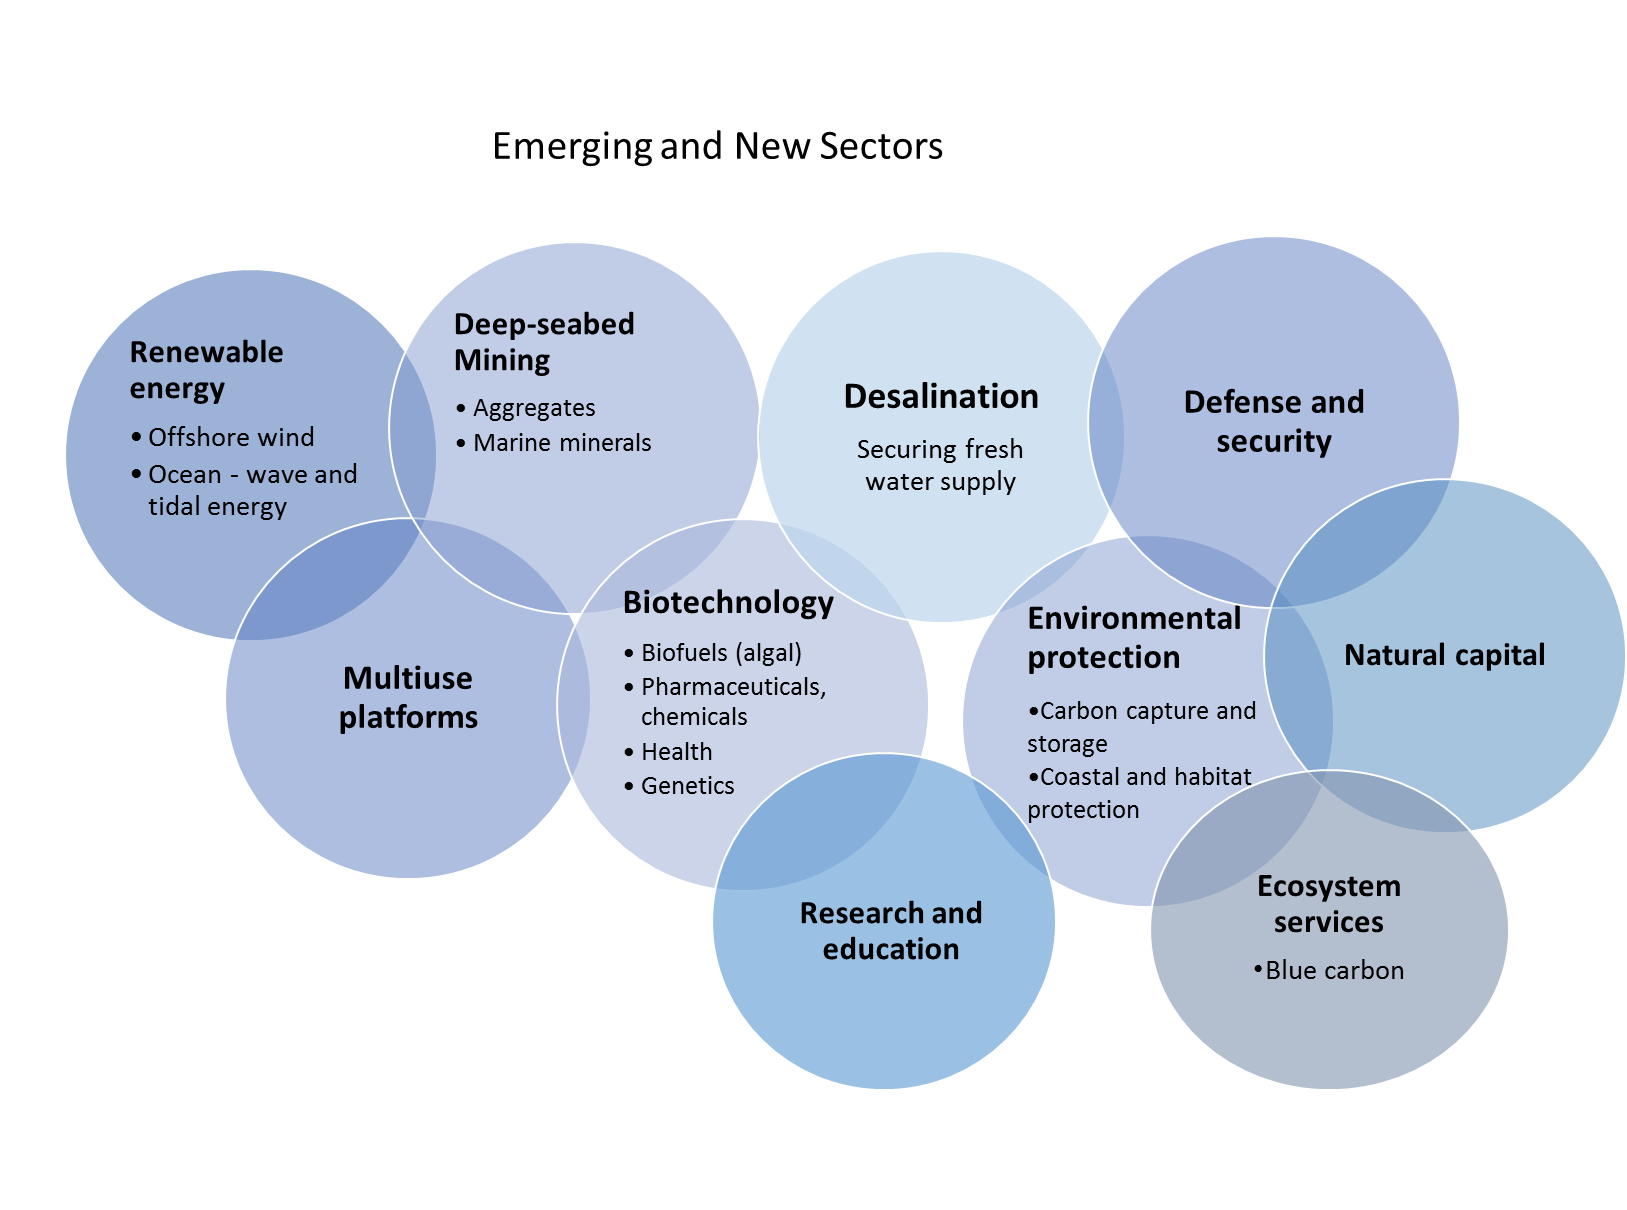 Emerging and New Sectors
Renewable
energy
• Offshore wind
• Ocean - wave and
tidal energy
Deep-seabed
Mining
• Aggregates
• Marine minerals
Desalination
Securing fresh
water supply
Defense and
security
Multiuse
platforms
Biotechnology
• Biofuels (algal)
• Pharmaceuticals,
chemicals
• Health
• Genetics
Environmental
protection
•Carbon capture and
storage
•Coastal and habitat
protection
Natural capital
Research and
education
Ecosystem
services
•Blue carbon